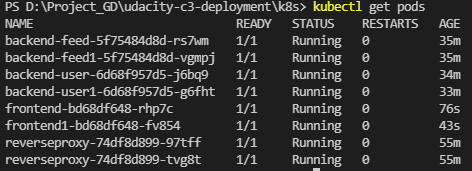 PS D:\Project_GD\udacity-c3-deployment\k8s> kubectl get pods
NAME READY STATUS RESTARTS AGE
backend-feed-5f75484d8d-rs7wm 1/1 Running 0 35m
backend-feed1-5f75484d8d-vgmpj 1/1 Running 0 35m
backend-user-6d68f957d5-j6bq9 1/1 Running 0 34m
backend-user1-6d68f957d5-g6fht 1/1 Running 0 33m
frontend-bd68df648-rhp7c 1/1 Running 0 76s
frontend1-bd68df648-fv854 1/1 Running 0 43s
reverseproxy-74df8d899-97tff 1/1 Running 0 55m
reverseproxy-74df8d899-tvg8t 1/1 Running 0 55m